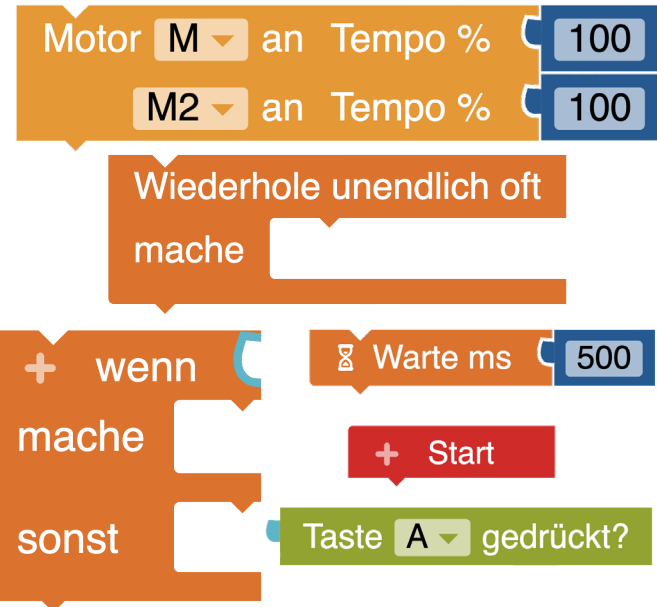 Motor M an Tempo % 100
M2 an Tempo % 100
Wiederhole unendlich oft
mache
+ wenn
Warte ms 500
mache
+ Start
sonst
Taste A gedrückt?